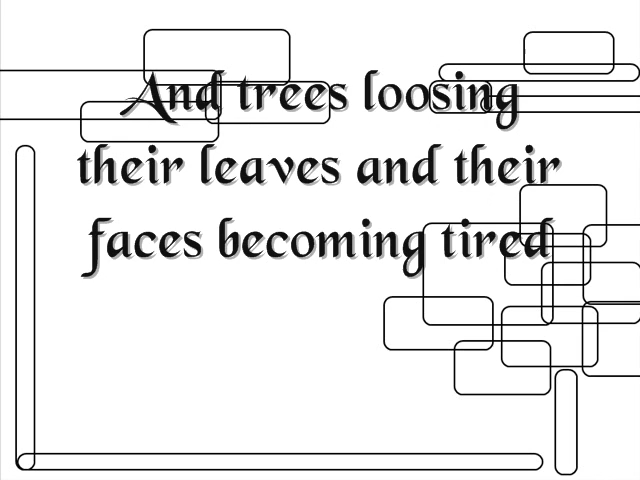 And trees loosing
their leaves and their
faces becoming tired